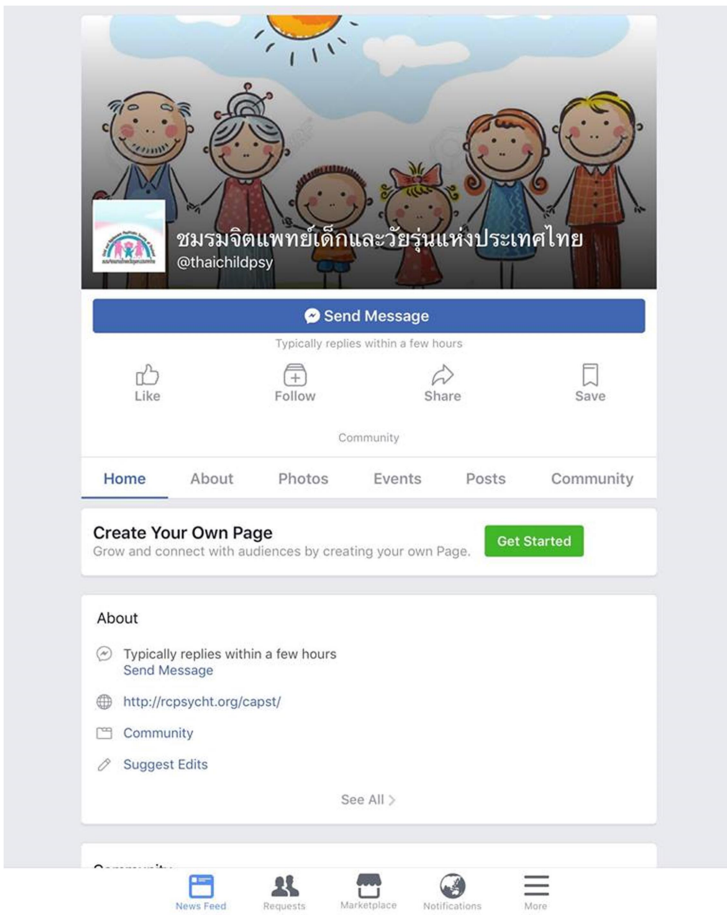 ชมรมจิตแพทย์เด็กและวัยรุ่นแห่งประเทศไทย
@thaichildpsy
Send Message
Typically replies within a few hours
Like Follow Share Save
Community
Home About Photos Events Posts Community
Create Your Own Page
Grow and connect with audiences by creating your own Page.
Get Started
About
Typically replies within a few hours
Send Message
http://rcpsycht.org/capst/
Community
Suggest Edits
See All >
News Feed Requests Marketplace Notifications More